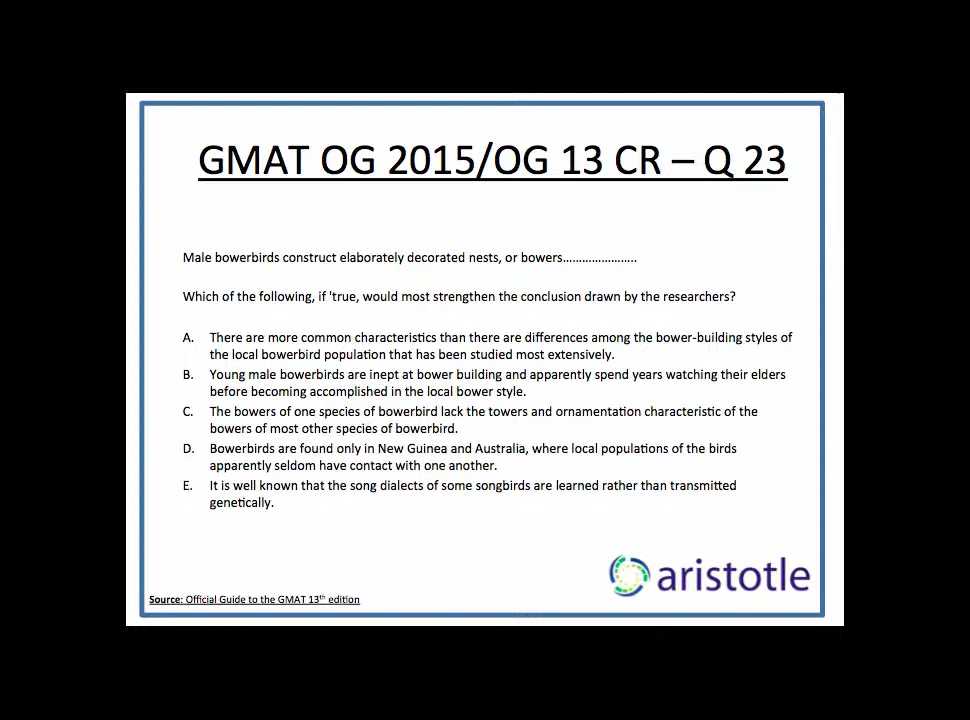 GMAT OG 2015/OG 13 CR – Q 23
Male bowerbirds construct elaborately decorated nests, or bowers…………………..
Which of the following, if 'true, would most strengthen the conclusion drawn by the researchers?
A. There are more common characteristics than there are differences among the bower-building styles of
the local bowerbird population that has been studied most extensively.
B. Young male bowerbirds are inept at bower building and apparently spend years watching their elders
before becoming accomplished in the local bower style.
C. The bowers of one species of bowerbird lack the towers and ornamentation characteristic of the
bowers of most other species of bowerbird.
D. Bowerbirds are found only in New Guinea and Australia, where local populations of the birds
apparently seldom have contact with one another.
E. It is well known that the song dialects of some songbirds are learned rather than transmitted
genetically.
aristotle
Source: Official Guide to the GMAT 13th edition